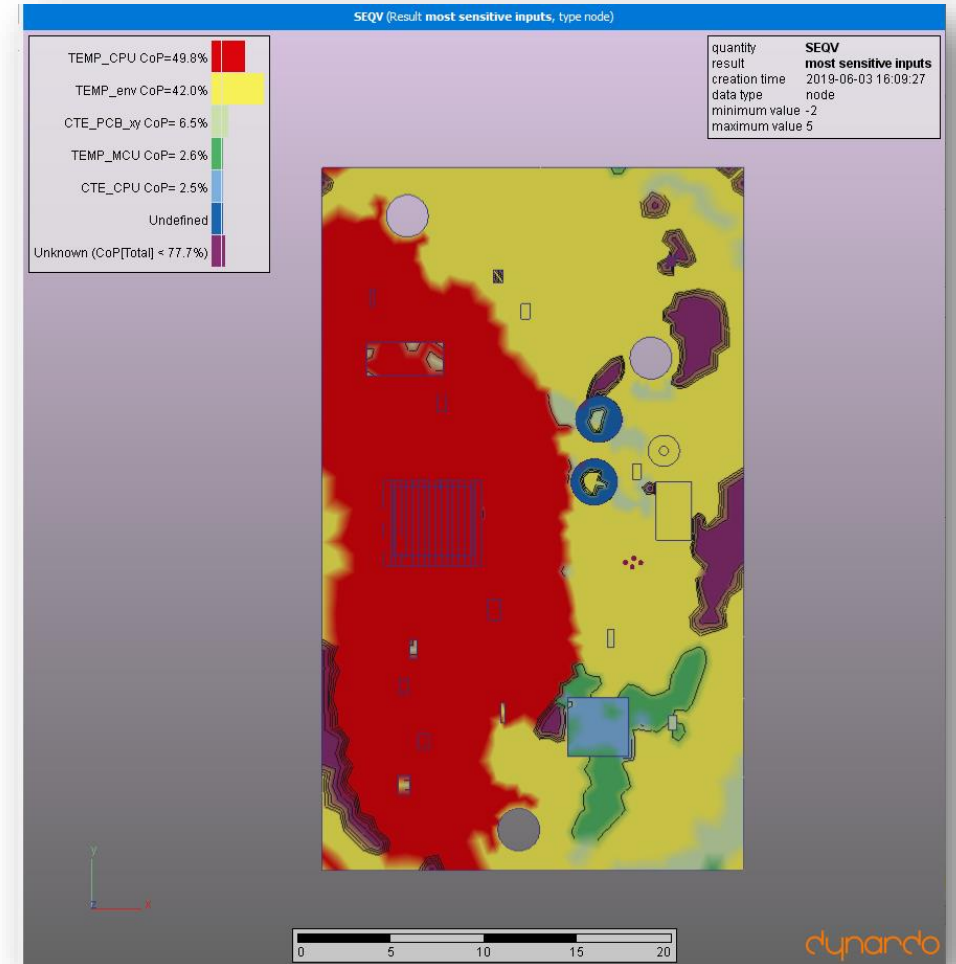 SEQV (Result most sensitive inputs, type node)
TEMP_CPU CoP=49.8%
TEMP_env CoP=42.0%
CTE_PCB_xy CoP= 6.5%
TEMP_MCU CoP= 2.6%
CTE_CPU CoP= 2.5%
Undefined
Unknown (CoP[Total] < 77.7%)
quantity SEQV
result most sensitive inputs
creation time 2019-06-03 16:09:27
data type node
minimum value -2
maximum value 5
y
z x
0 5 10 15 20
dynardo